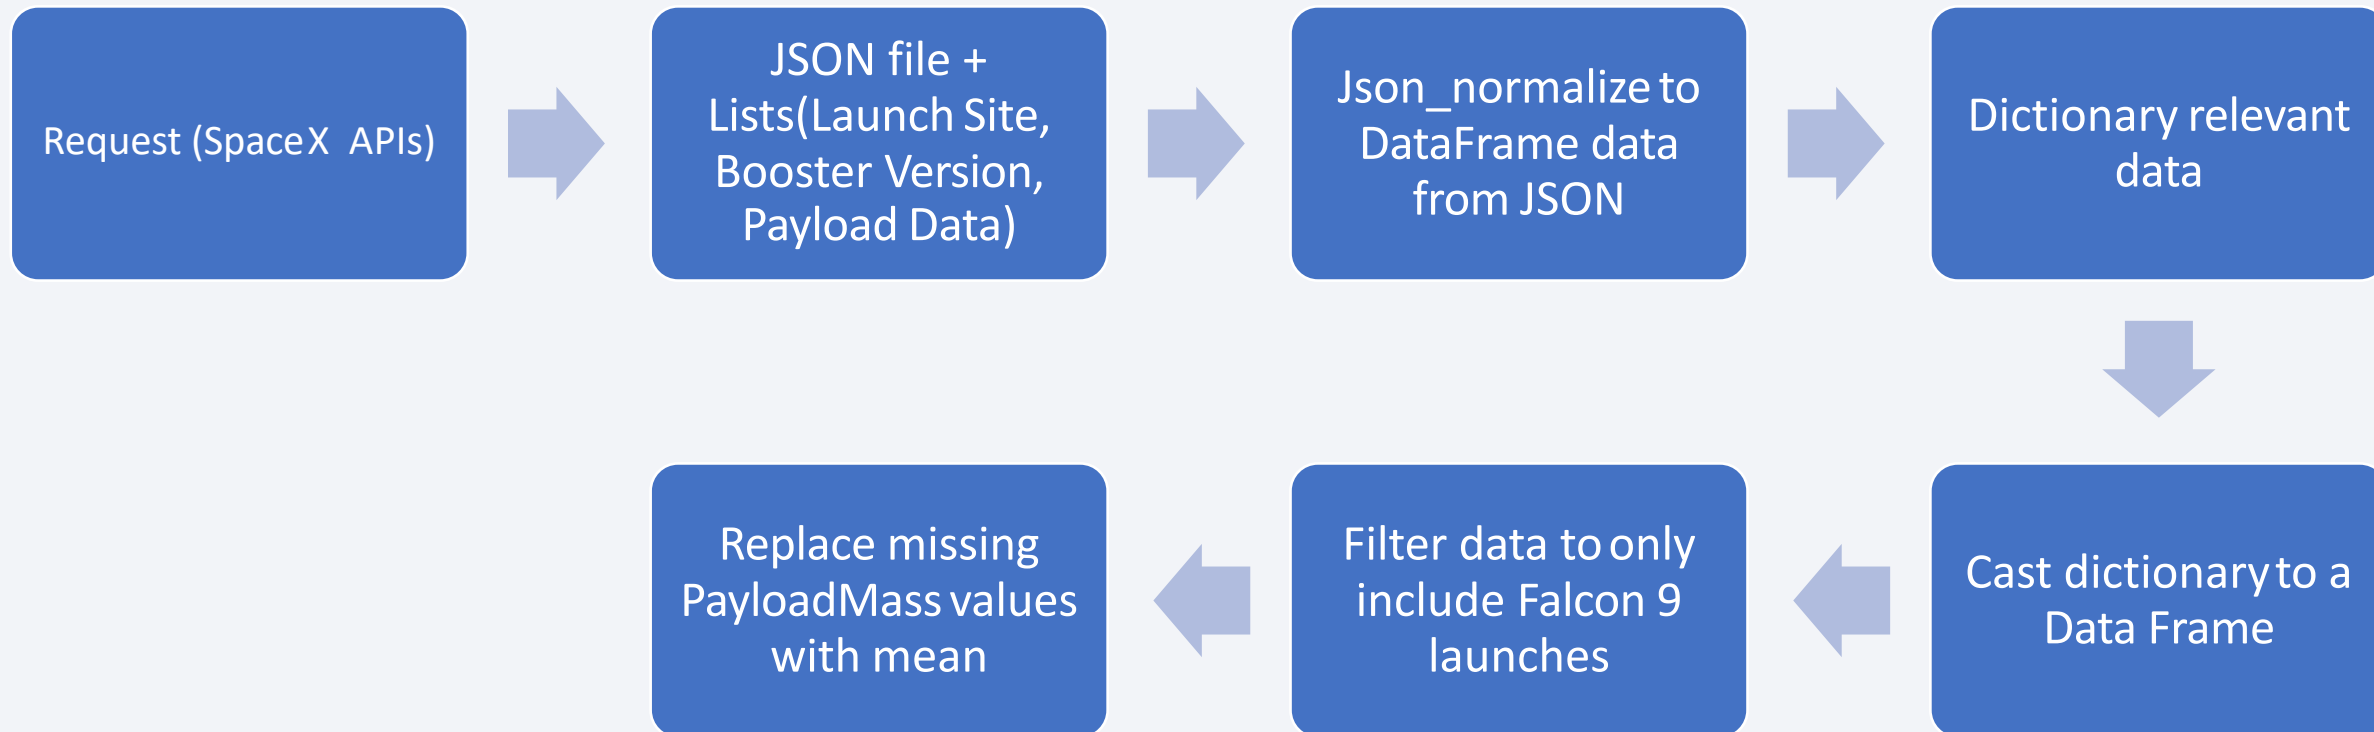 Request (SpaceX APIs)
JSON file +
Lists(Launch Site,
Booster Version,
Payload Data)
Json_normalize to
DataFrame data
from JSON
Dictionary relevant
data
Cast dictionary to a
Data Frame
Filter data to only
include Falcon 9
launches
Replace missing
PayloadMass values
with mean